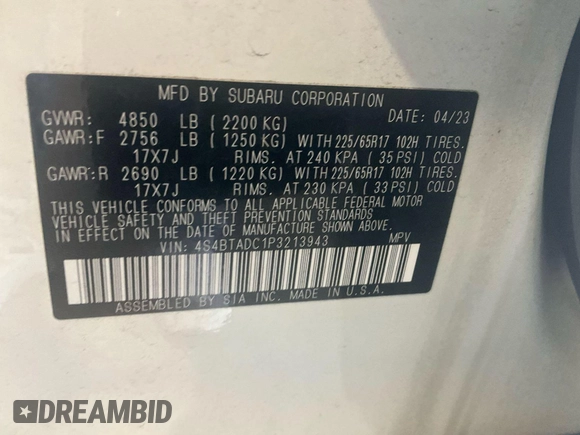 MFD BY SUBARU CORPORATION
GVWR: 4850 LB (2200 KG) DATE: 04/23
GAWR:F 2756 LB (1250 KG) WITH 225/65R17 102H TIRES.
17X7J RIMS. AT 240 KPA (35 PSI) COLD
GAWR:R 2690 LB (1220 KG) WITH 225/65R17 102H TIRES.
17X7J RIMS. AT 230 KPA (33 PSI) COLD
THIS VEHICLE CONFORMS TO ALL APPLICABLE FEDERAL MOTOR
VEHICLE SAFETY AND THEFT PREVENTION STANDARDS
IN EFFECT ON THE DATE OF MANUFACTURE SHOWN ABOVE.
VIN: 4S4BTADC1P3213943 MPV
ASSEMBLED BY SIA INC. MADE IN U.S.A.
DREAMBID